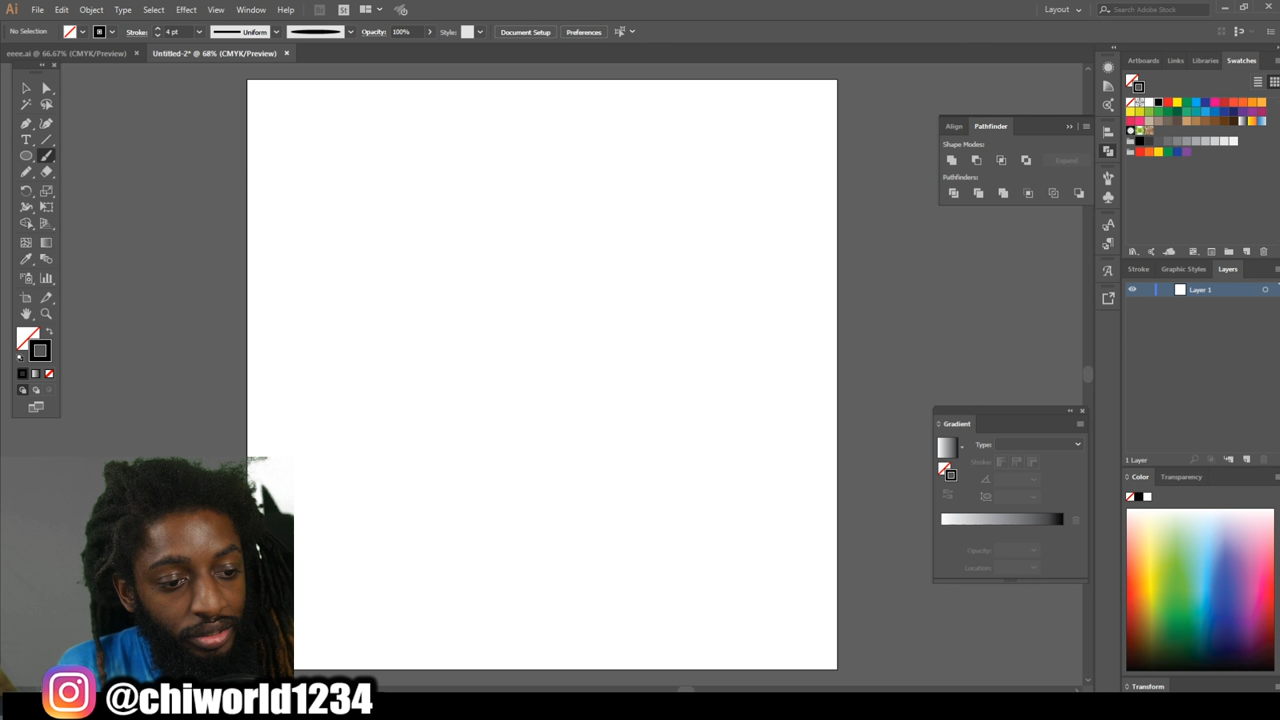 Ai File Edit Object Type Select Effect View Window Help Br St Layout Search Adobe Stock
No Selection Stroke: 4 pt Uniform Opacity: 100% Style: Document Setup Preferences
eeee.ai @ 66.67% (CMYK/Preview) × Untitled-2* @ 68% (CMYK/Preview) ×
Artboards Links Libraries Swatches
Align Pathfinder
Shape Modes:
Expand
Pathfinders:
Stroke Graphic Styles Layers
Layer 1
Gradient
Type:
Stroke:
Opacity:
Location:
1 Layer
Color Transparency
Transform
@chiworld1234